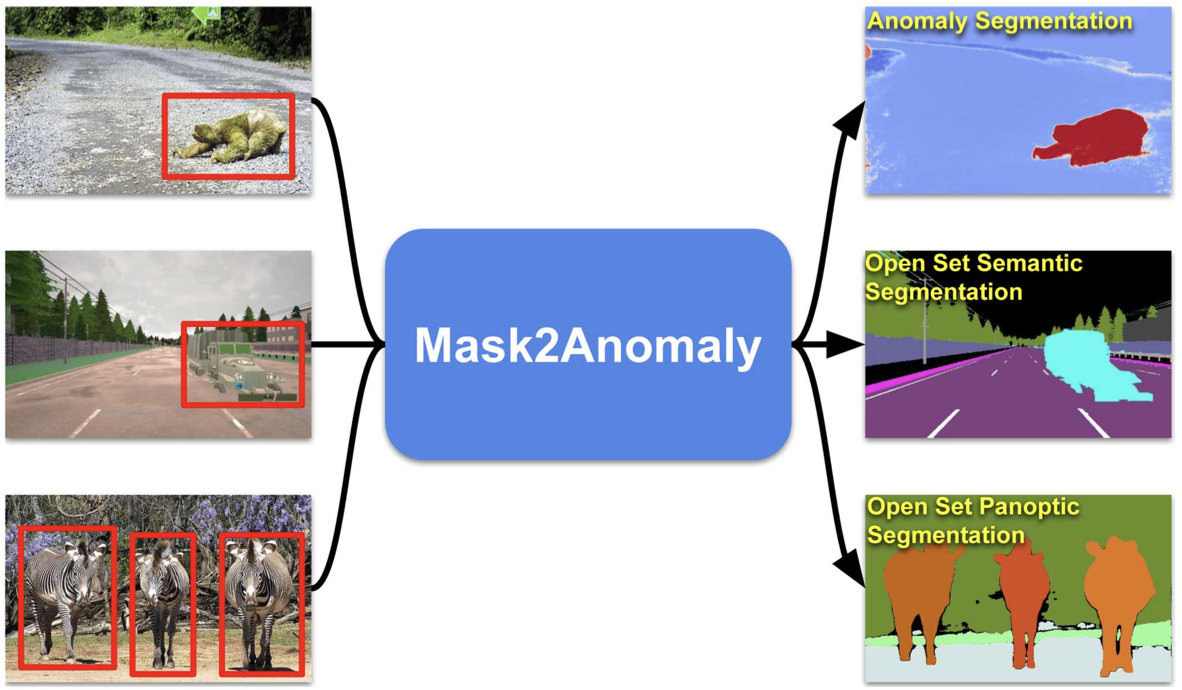 Anomaly Segmentation
Open Set Semantic
Segmentation
Mask2Anomaly
Open Set Panoptic
Segmentation